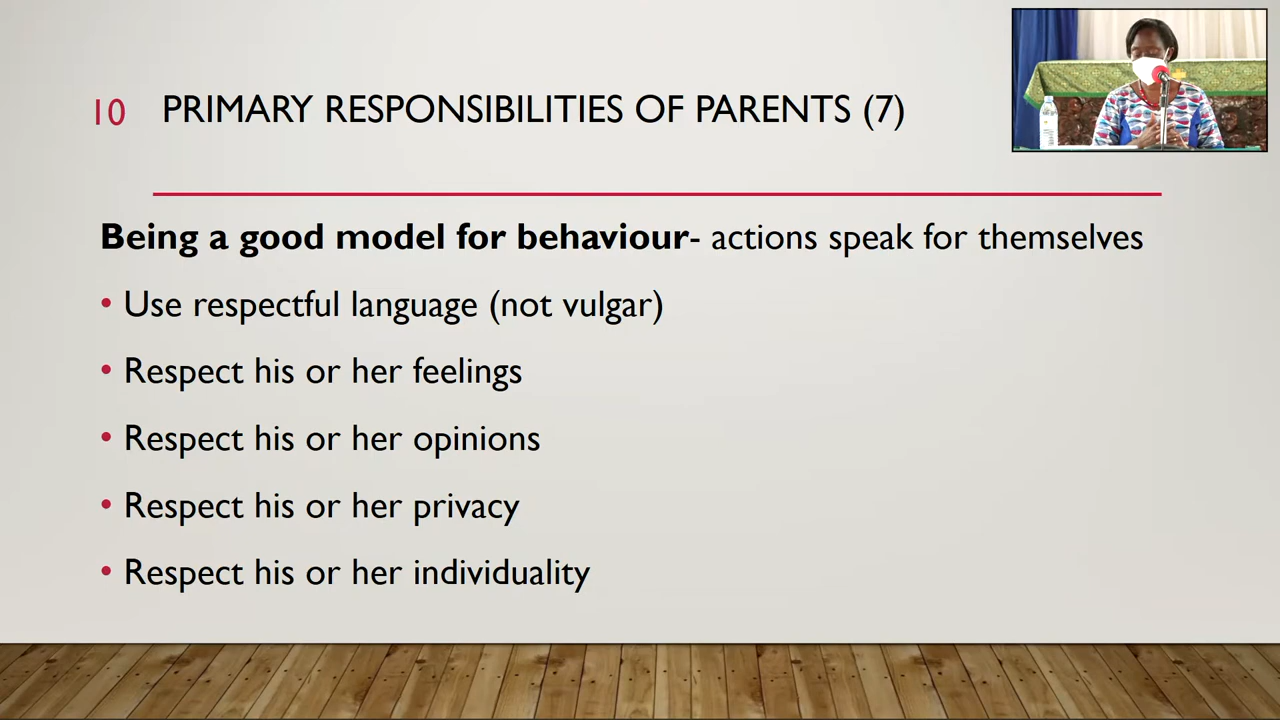 10 PRIMARY RESPONSIBILITIES OF PARENTS (7)
Being a good model for behaviour- actions speak for themselves
• Use respectful language (not vulgar)
• Respect his or her feelings
• Respect his or her opinions
• Respect his or her privacy
• Respect his or her individuality